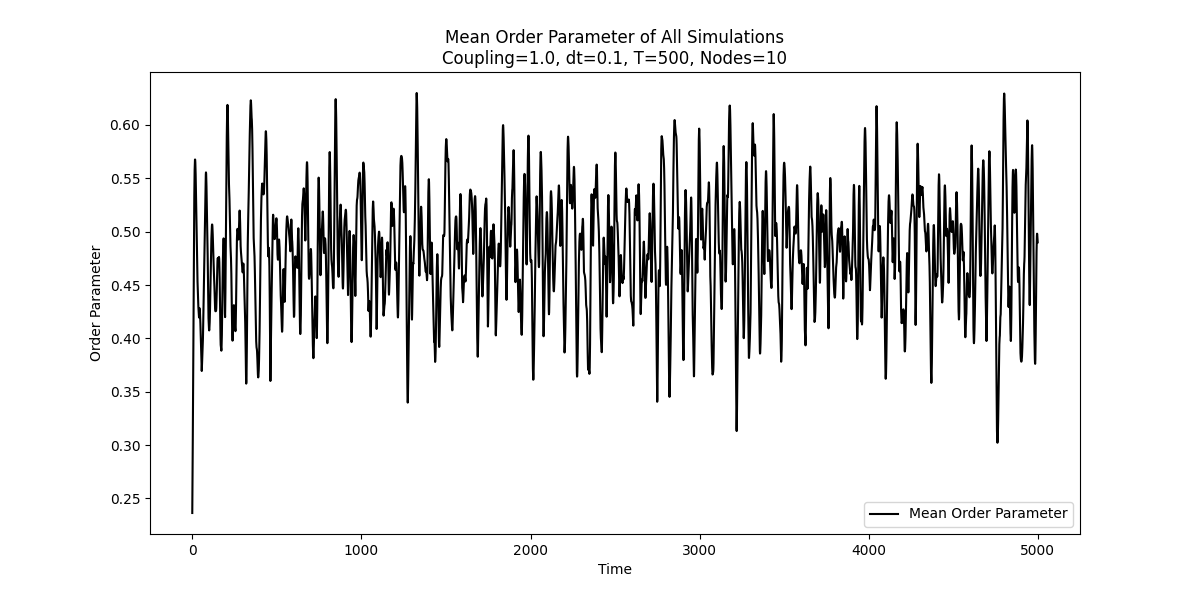 Mean Order Parameter of All Simulations
Coupling=1.0, dt=0.1, T=500, Nodes=10
Order Parameter
0.60
0.55
0.50
0.45
0.40
0.35
0.30
0.25
Mean Order Parameter
0 1000 2000 3000 4000 5000
Time